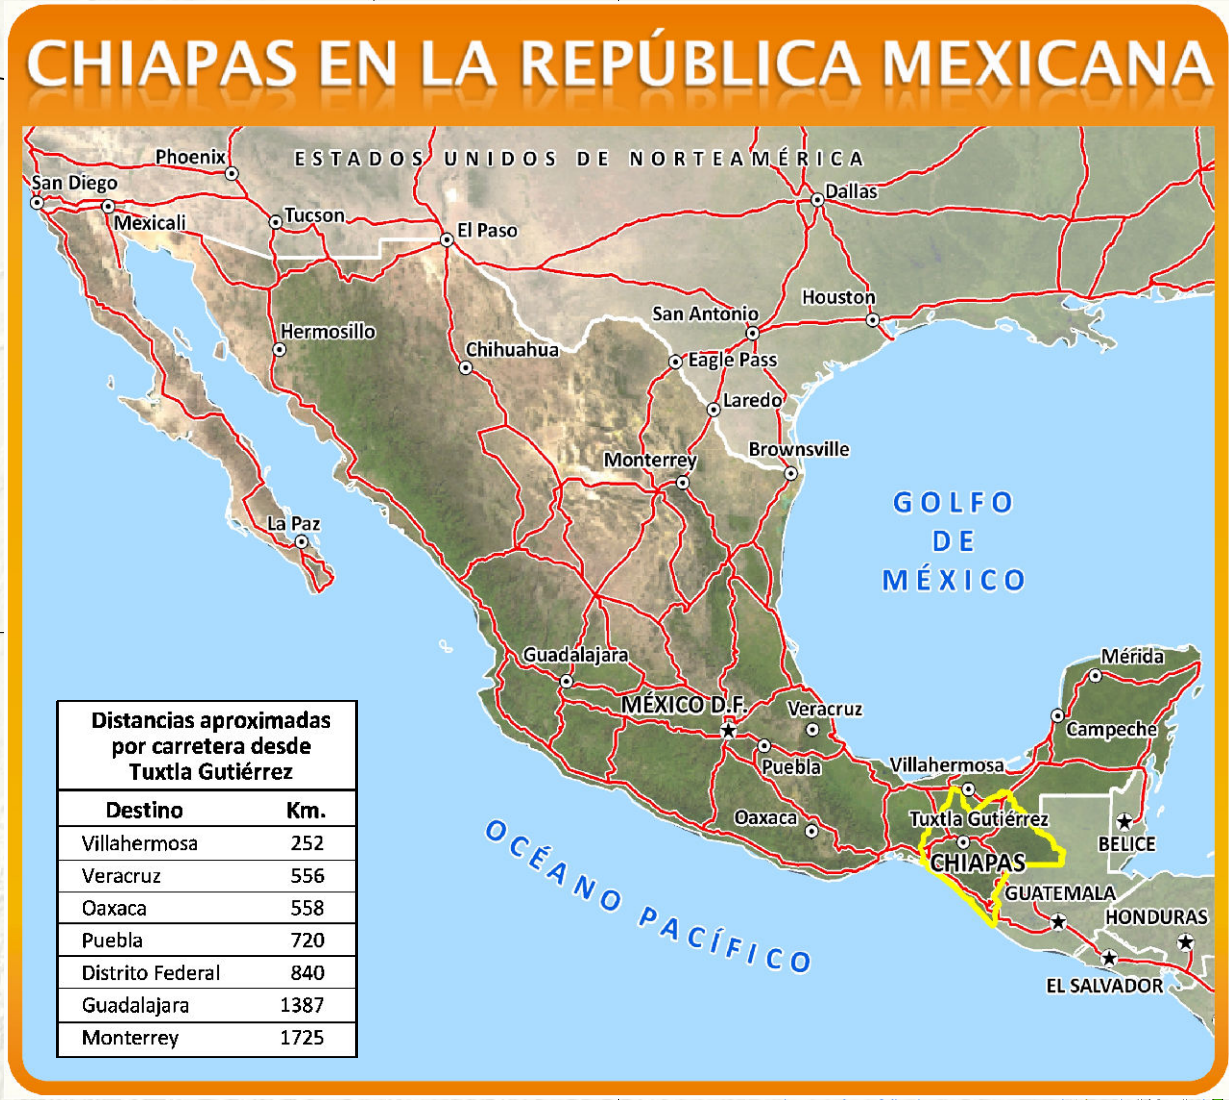 CHIAPAS EN LA REPÚBLICA MEXICANA
ESTADOS UNIDOS DE NORTEAMÉRICA
Phoenix
San Diego
Mexicali
Tucson
El Paso
Dallas
Houston
San Antonio
Hermosillo
Chihuahua
Eagle Pass
Laredo
Brownsville
Monterrey
GOLFO
DE
MÉXICO
La Paz
Guadalajara
MÉXICO D.F.
Veracruz
Mérida
Campeche
Puebla
Villahermosa
Oaxaca
Tuxtla Gutiérrez
CHIAPAS
BELICE
GUATEMALA
HONDURAS
EL SALVADOR
OCÉANO PACÍFICO
Distancias aproximadas
por carretera desde
Tuxtla Gutiérrez
Destino Km.
Villahermosa 252
Veracruz 556
Oaxaca 558
Puebla 720
Distrito Federal 840
Guadalajara 1387
Monterrey 1725